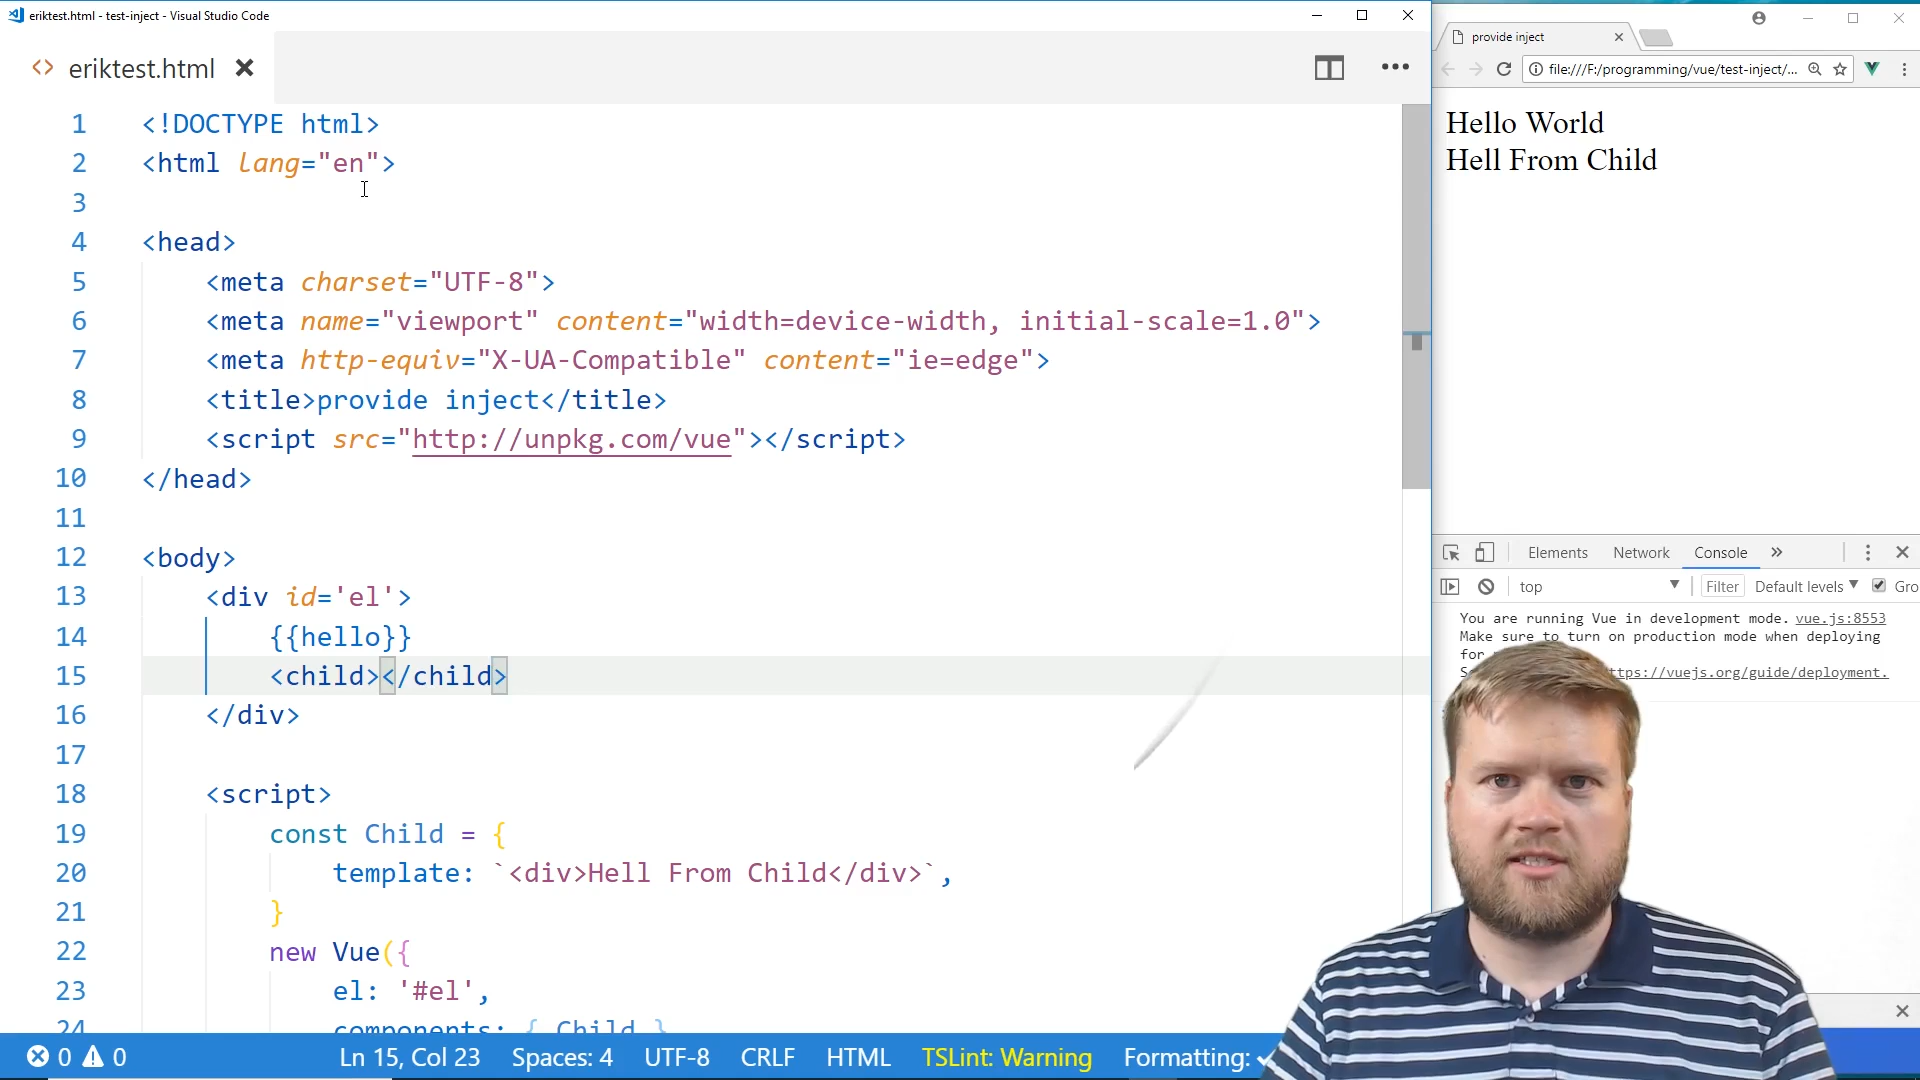 eriktest.html - test-inject - Visual Studio Code
eriktest.html
1 <!DOCTYPE html>
2 <html lang="en">
3
4 <head>
5 <meta charset="UTF-8">
6 <meta name="viewport" content="width=device-width, initial-scale=1.0">
7 <meta http-equiv="X-UA-Compatible" content="ie=edge">
8 <title>provide inject</title>
9 <script src="http://unpkg.com/vue"></script>
10 </head>
11
12 <body>
13 <div id='el'>
14 {{hello}}
15 <child></child>
16 </div>
17
18 <script>
19 const Child = {
20 template: `<div>Hell From Child</div>`,
21 }
22 new Vue({
23 el: '#el',
24 components: { Child }
0 0 Ln 15, Col 23 Spaces: 4 UTF-8 CRLF HTML TSLint: Warning Formatting:
provide inject
file:///F:/programming/vue/test-inject/...
Hello World
Hell From Child
Elements Network Console
top Filter Default levels Gro
You are running Vue in development mode. vue.js:8553
Make sure to turn on production mode when deploying
for
ttps://vuejs.org/guide/deployment.